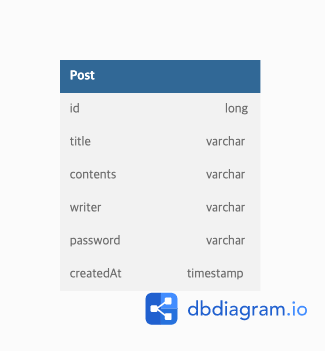 Post
id long
title varchar
contents varchar
writer varchar
password varchar
createdAt timestamp
dbdiagram.io